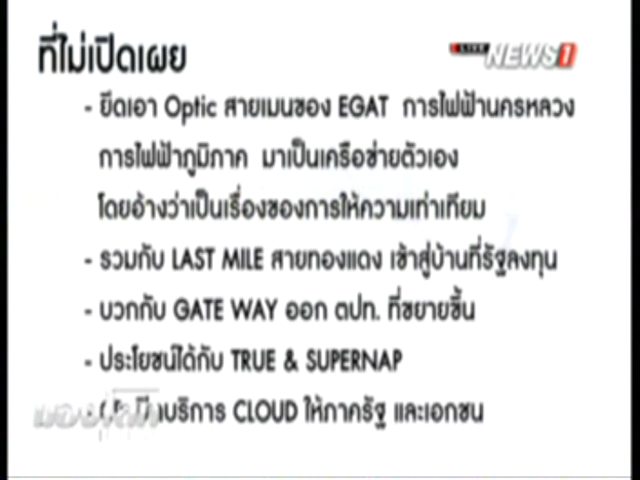 ที่ไม่เปิดเผย
LIVE NEWS1
- ยึดเอา Optic สายเมนของ EGAT การไฟฟ้านครหลวง
การไฟฟ้าภูมิภาค มาเป็นเครือข่ายตัวเอง
โดยอ้างว่าเป็นเรื่องของการให้ความเท่าเทียม
- รวมกับ LAST MILE สายทองแดง เข้าสู่บ้านที่รัฐลงทุน
- บวกกับ GATE WAY ออก ตปท. ที่ขยายขึ้น
- ประโยชน์ได้กับ TRUE & SUPERNAP
- บริการ CLOUD ให้ภาครัฐ และเอกชน